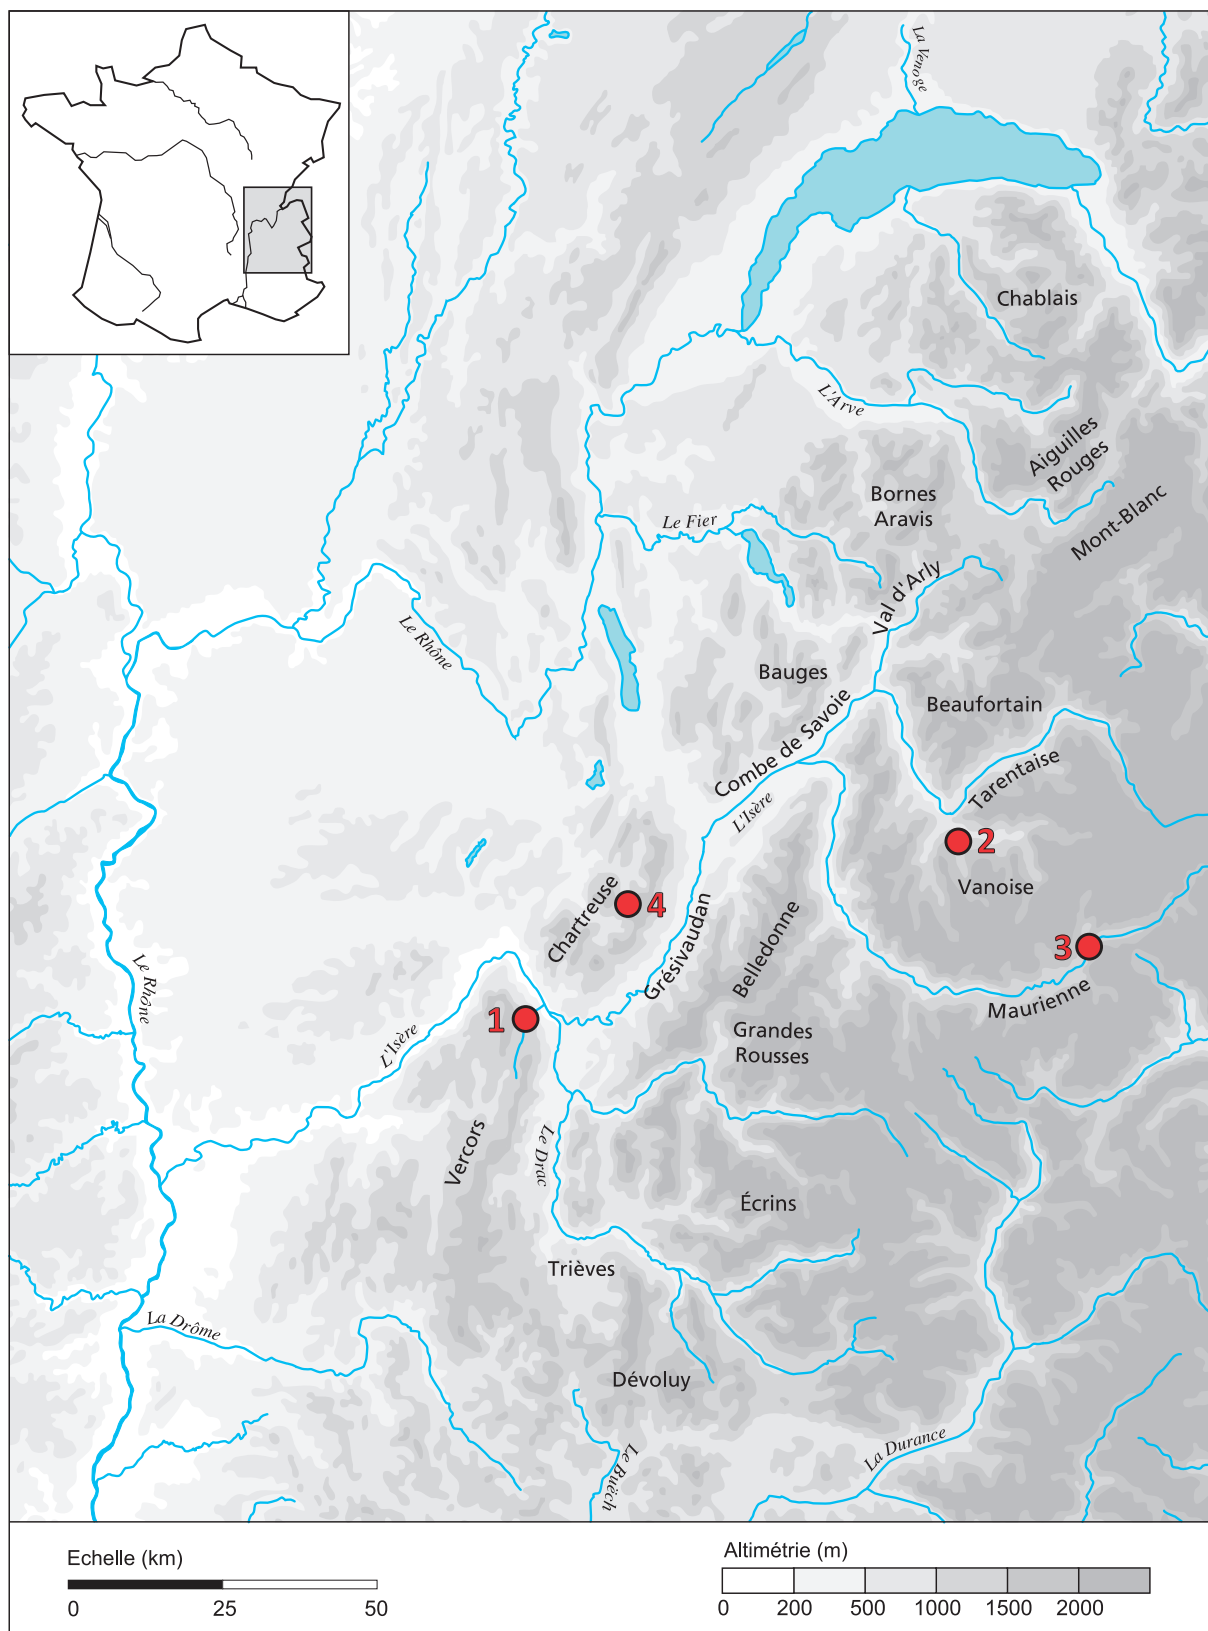 La Venoge
Chablais
L'Arve
Aiguilles
Rouges
Bornes
Aravis
Mont-Blanc
Le Fier
Val d'Arly
Le Rhône
Bauges
Beaufortain
Combe de Savoie
Tarentaise
L'Isère
2
Vanoise
Chartreuse
4
Grésivaudan
Belledonne
3
Maurienne
Le Rhône
1
L'Isère
Grandes
Rousses
Vercors
Le Drac
Écrins
Trièves
La Drôme
Dévoluy
La Durance
Le Buëch
Echelle (km)
0 25 50
Altimétrie (m)
0 200 500 1000 1500 2000